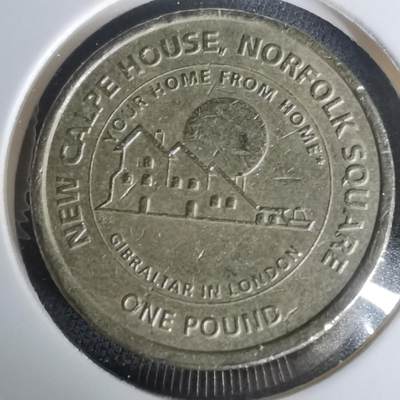 NEW CALPE HOUSE, NORFOLK SQUARE
"YOUR HOME FROM HOME"
GIBRALTAR IN LONDON
ONE POUND